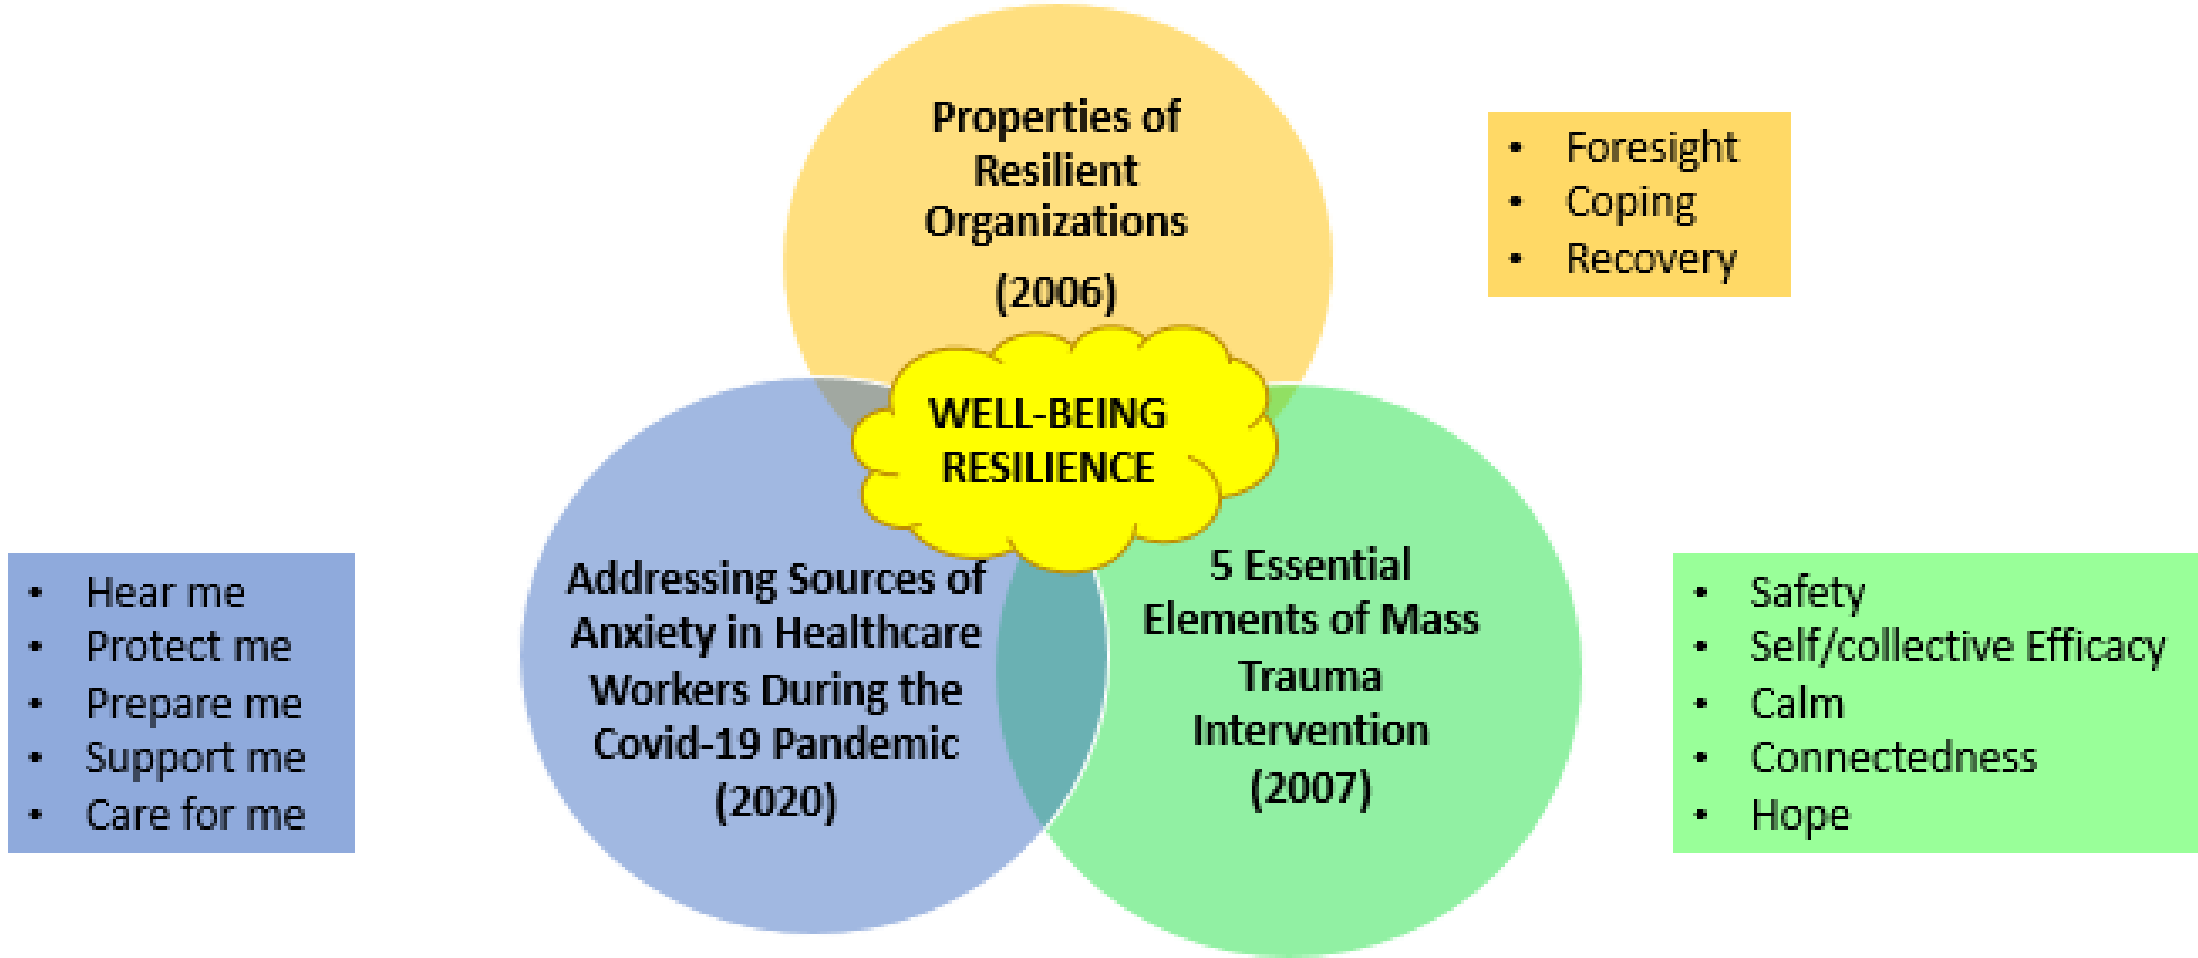 Properties of
Resilient
Organizations
(2006)
• Foresight
• Coping
• Recovery
WELL-BEING
RESILIENCE
Addressing Sources of
Anxiety in Healthcare
Workers During the
Covid-19 Pandemic
(2020)
5 Essential
Elements of Mass
Trauma
Intervention
(2007)
• Hear me
• Protect me
• Prepare me
• Support me
• Care for me
• Safety
• Self/collective Efficacy
• Calm
• Connectedness
• Hope